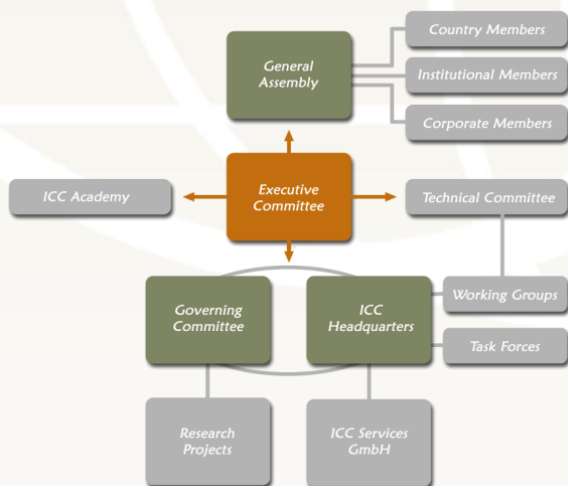 Country Members
General
Assembly
Institutional Members
Corporate Members
ICC Academy
Executive
Committee
Technical Committee
Governing
Committee
ICC
Headquarters
Working Groups
Task Forces
Research
Projects
ICC Services
GmbH